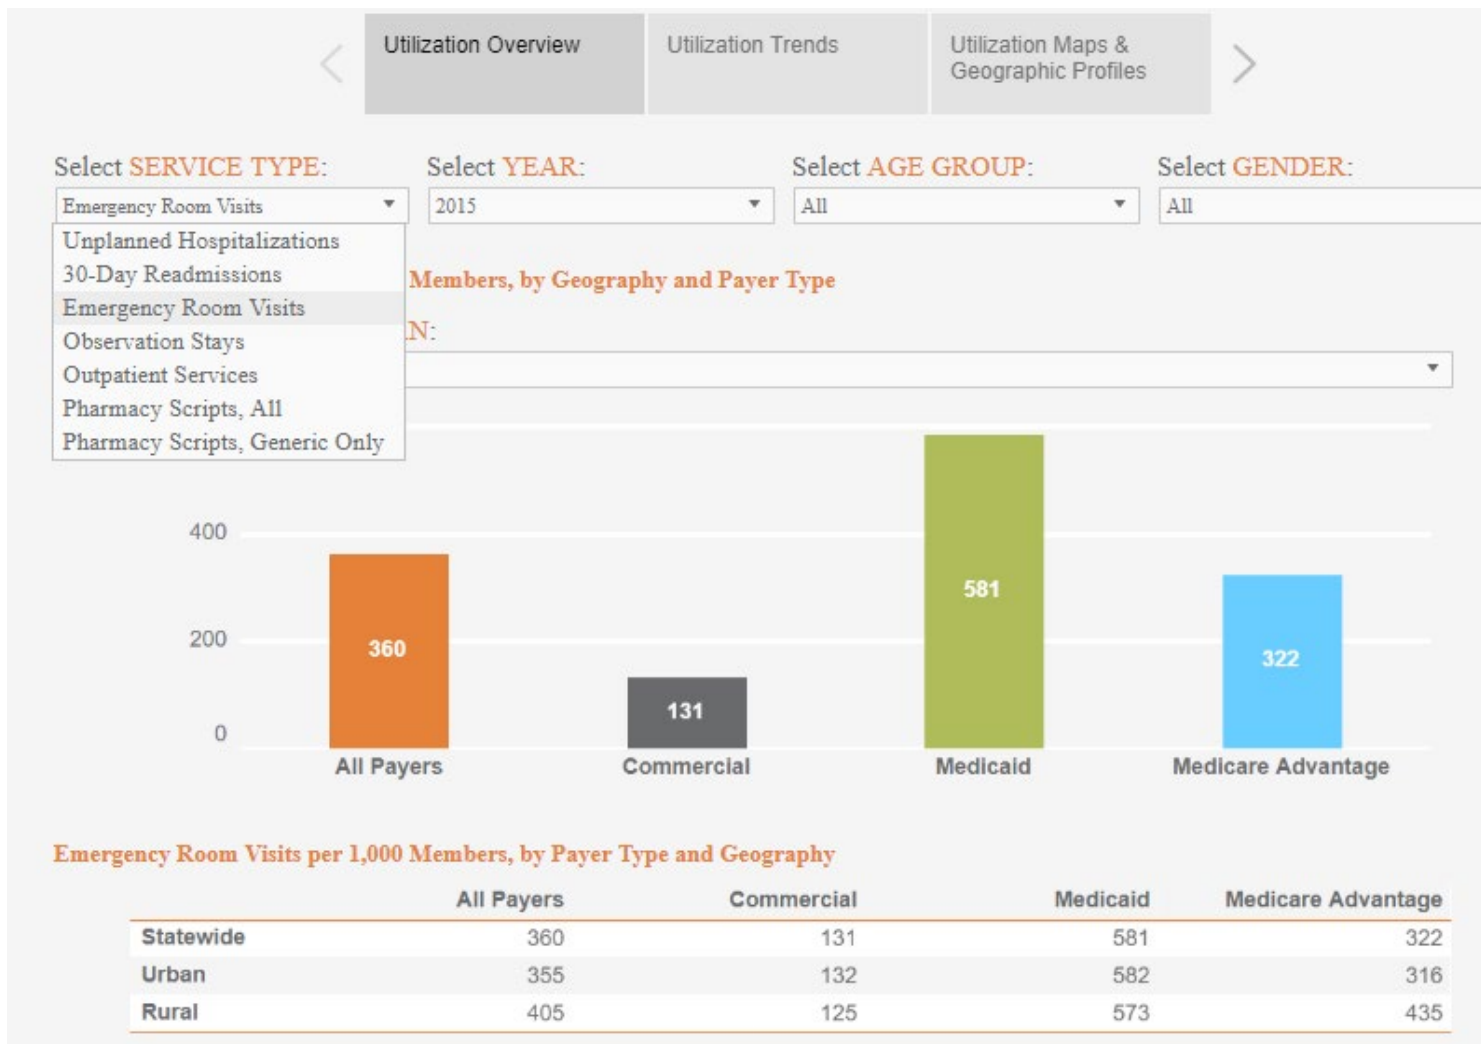 Utilization Overview
Utilization Trends
Utilization Maps &
Geographic Profiles
Select SERVICE TYPE:
Select YEAR:
Select AGE GROUP:
Select GENDER:
Emergency Room Visits
2015
All
All
Unplanned Hospitalizations
30-Day Readmissions
Emergency Room Visits
Observation Stays
Outpatient Services
Pharmacy Scripts, All
Pharmacy Scripts, Generic Only
Members, by Geography and Payer Type
N:
400
200
0
360
131
581
322
All Payers
Commercial
Medicaid
Medicare Advantage
Emergency Room Visits per 1,000 Members, by Payer Type and Geography
All Payers Commercial Medicaid Medicare Advantage
Statewide 360 131 581 322
Urban 355 132 582 316
Rural 405 125 573 435